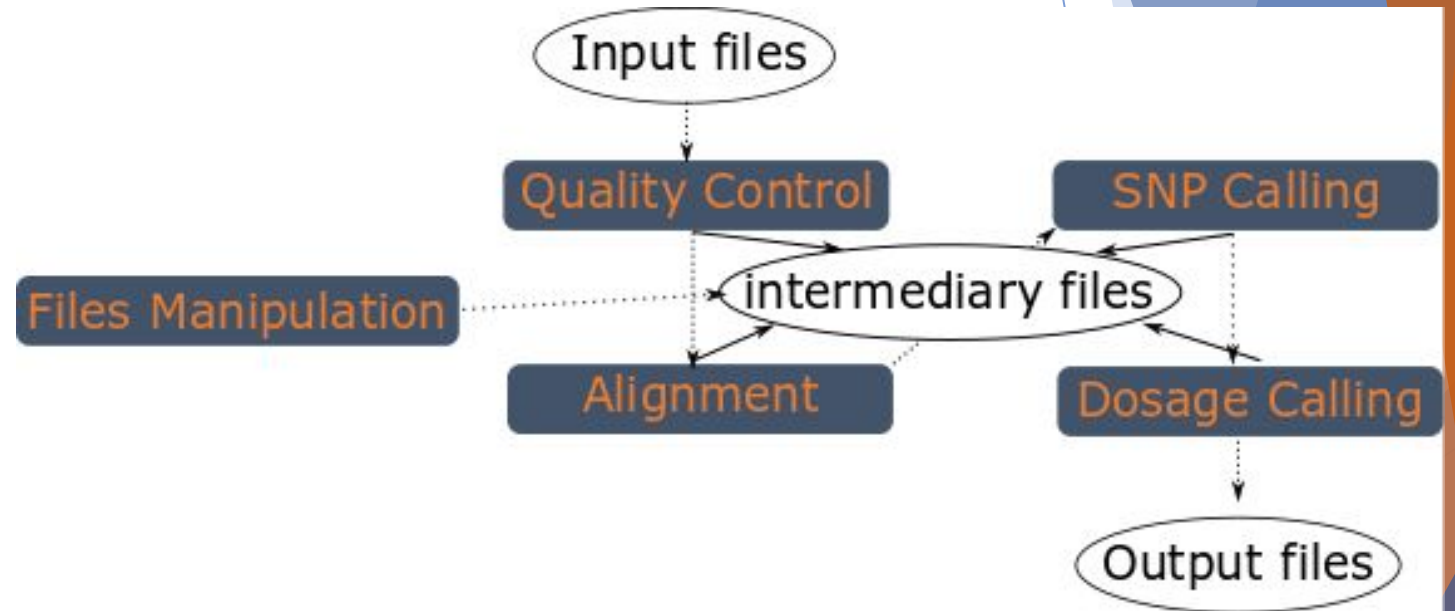 Input files
Quality Control
SNP Calling
intermediary files
Files Manipulation
Alignment
Dosage Calling
Output files